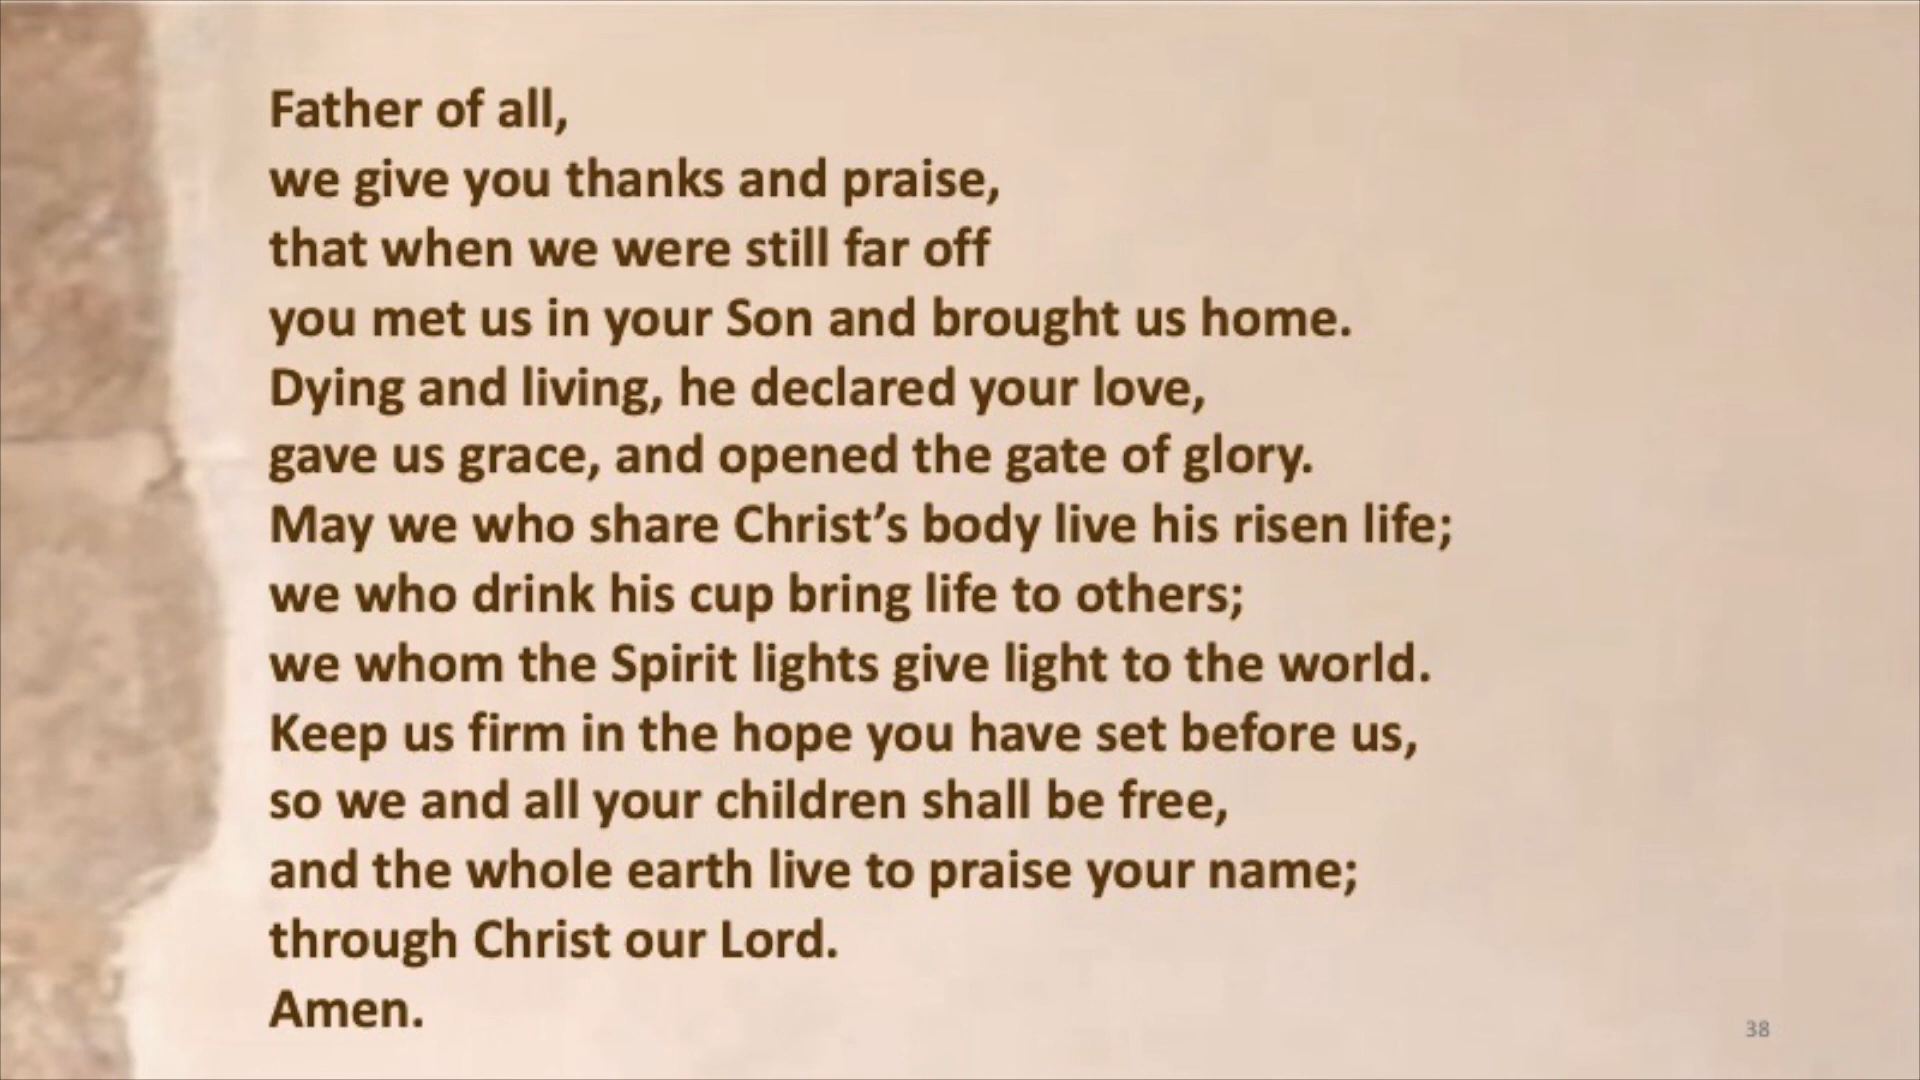 Father of all,
we give you thanks and praise,
that when we were still far off
you met us in your Son and brought us home.
Dying and living, he declared your love,
gave us grace, and opened the gate of glory.
May we who share Christ’s body live his risen life;
we who drink his cup bring life to others;
we whom the Spirit lights give light to the world.
Keep us firm in the hope you have set before us,
so we and all your children shall be free,
and the whole earth live to praise your name;
through Christ our Lord.
Amen.
38